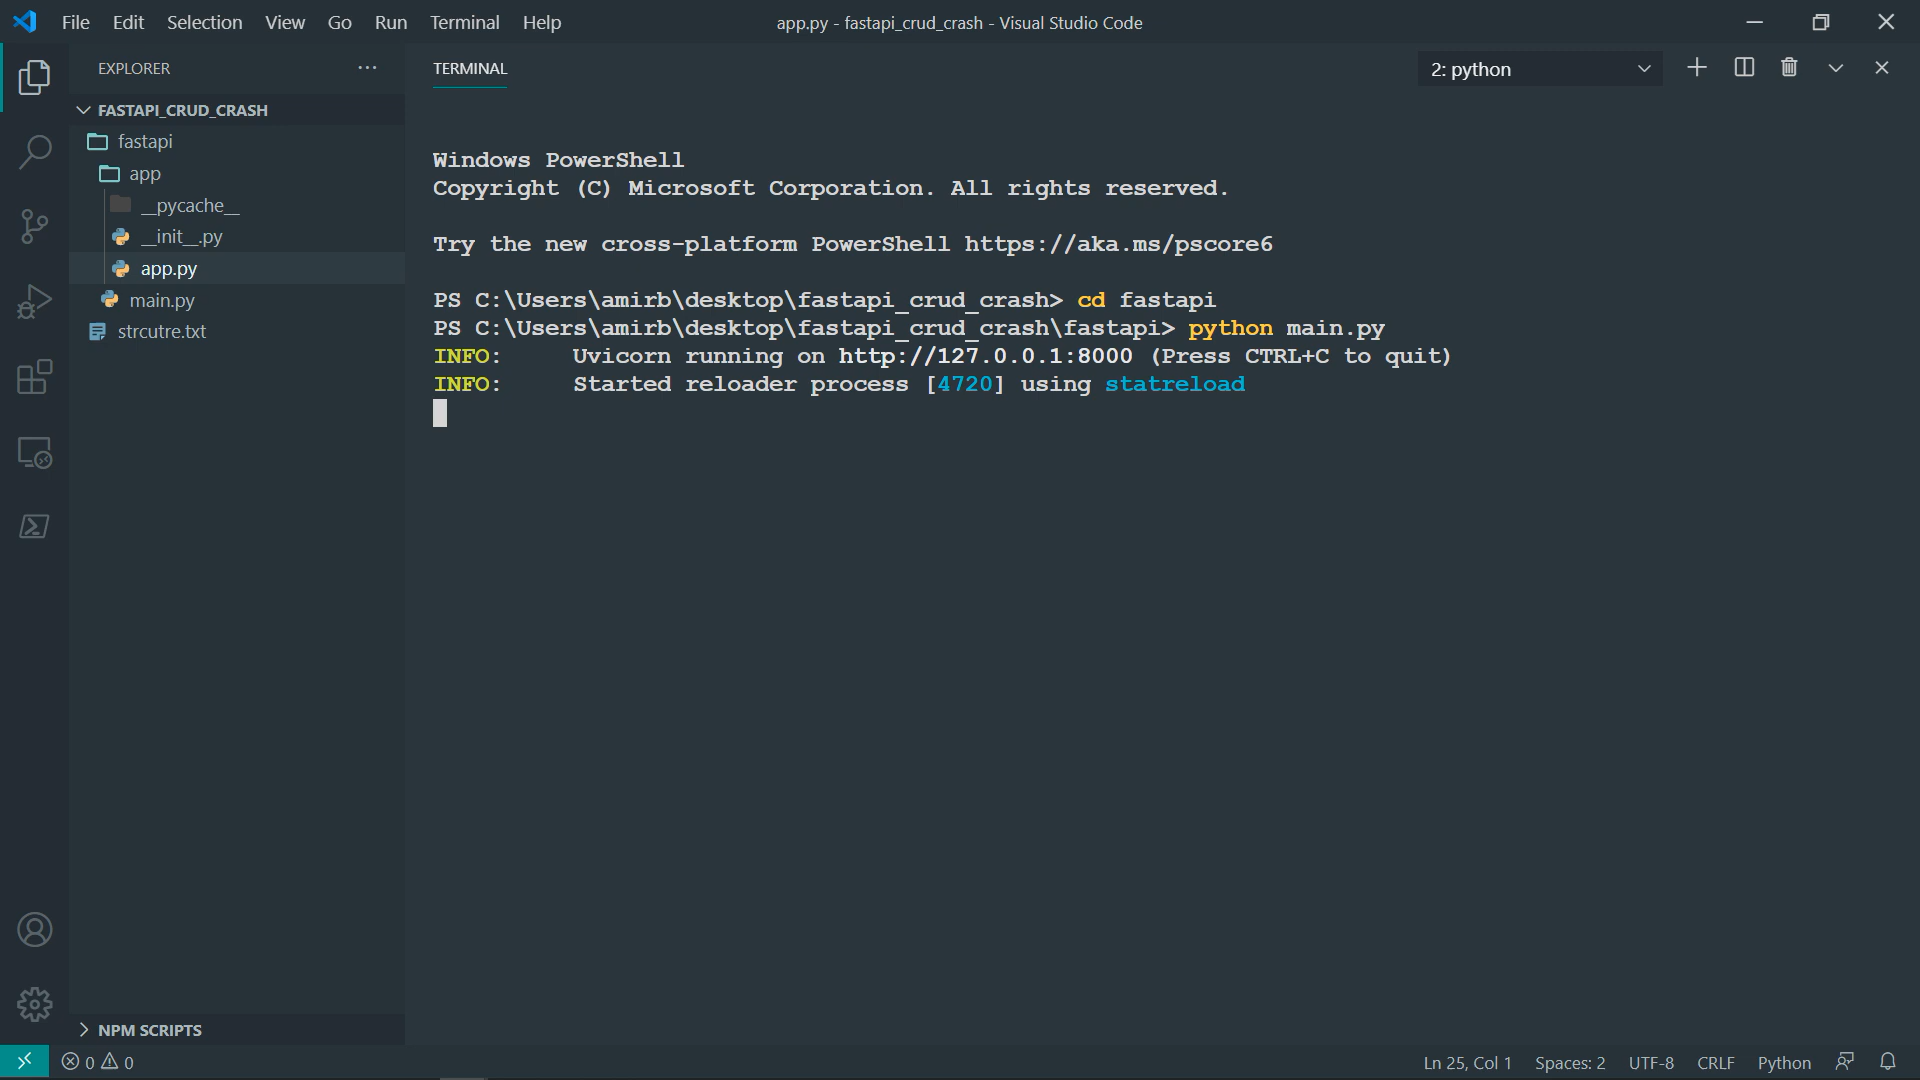 File Edit Selection View Go Run Terminal Help
app.py - fastapi_crud_crash - Visual Studio Code
EXPLORER
FASTAPI_CRUD_CRASH
fastapi
app
__pycache__
__init__.py
app.py
main.py
strcutre.txt
NPM SCRIPTS
TERMINAL
2: python
Windows PowerShell
Copyright (C) Microsoft Corporation. All rights reserved.
Try the new cross-platform PowerShell https://aka.ms/pscore6
PS C:\Users\amirb\desktop\fastapi_crud_crash> cd fastapi
PS C:\Users\amirb\desktop\fastapi_crud_crash\fastapi> python main.py
INFO:     Uvicorn running on http://127.0.0.1:8000 (Press CTRL+C to quit)
INFO:     Started reloader process [4720] using statreload
0 0
Ln 25, Col 1 Spaces: 2 UTF-8 CRLF Python